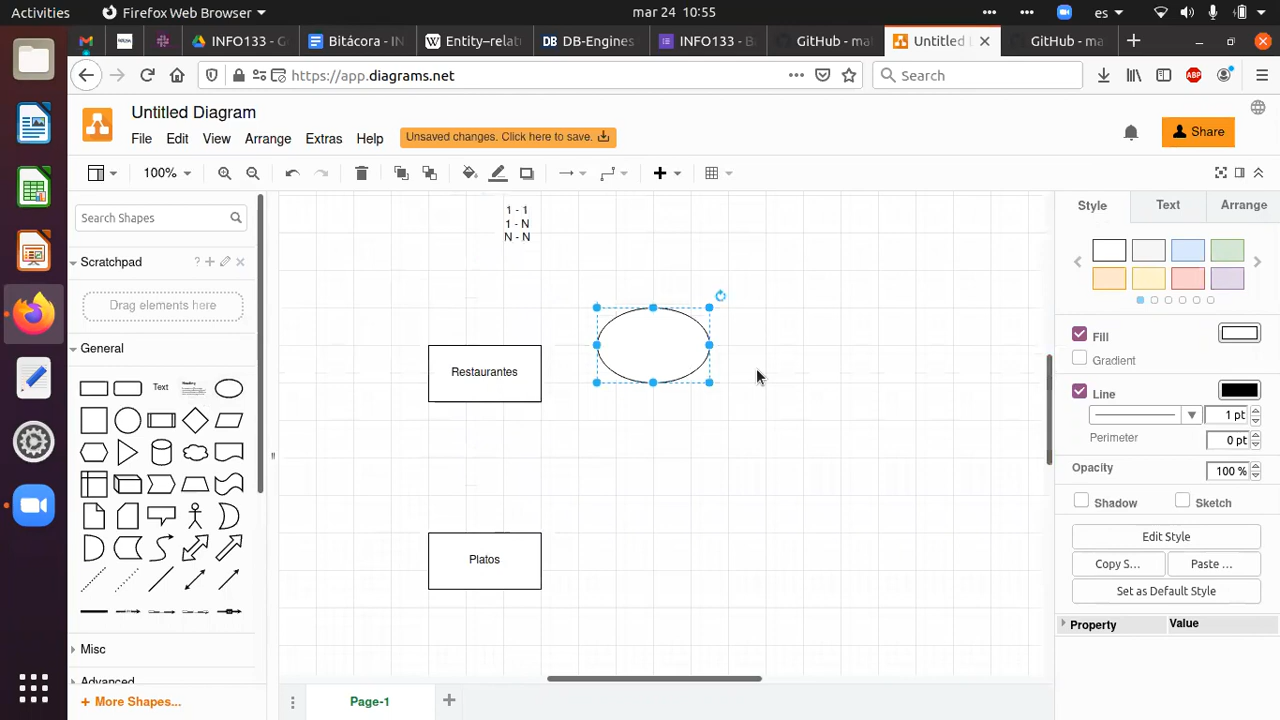 Activities
Firefox Web Browser
mar 24 10:55
es
INFO133 - G
Bitácora - IN
Entity–relat
DB-Engines
INFO133 - B
GitHub - ma
Untitled
GitHub - ma
https://app.diagrams.net
Search
ABP
Untitled Diagram
File Edit View Arrange Extras Help
Unsaved changes. Click here to save.
Share
100%
Search Shapes
Scratchpad
Drag elements here
General
Text
Heading
Misc
Advanced
+ More Shapes...
1 - 1
1 - N
N - N
Restaurantes
Platos
Page-1
Style Text Arrange
Fill
Gradient
Line
1 pt
Perimeter
0 pt
Opacity
100 %
Shadow
Sketch
Edit Style
Copy S...
Paste ...
Set as Default Style
Property
Value